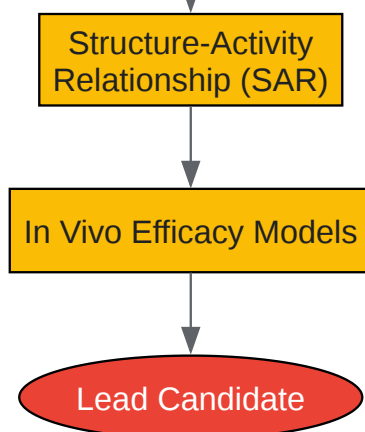 Structure-Activity
Relationship (SAR)
In Vivo Efficacy Models
Lead Candidate